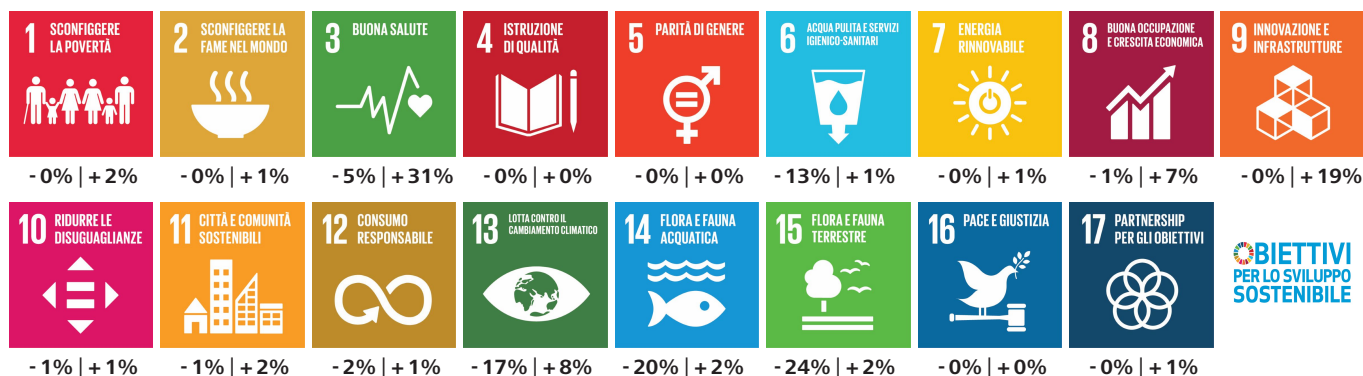 1 SCONFIGGERE
LA POVERTÀ
2 SCONFIGGERE LA
FAME NEL MONDO
3 BUONA SALUTE
4 ISTRUZIONE
DI QUALITÀ
5 PARITÀ DI GENERE
6 ACQUA PULITA E SERVIZI
IGIENICO-SANITARI
7 ENERGIA
RINNOVABILE
8 BUONA OCCUPAZIONE
E CRESCITA ECONOMICA
9 INNOVAZIONE E
INFRASTRUTTURE
-0% | +2%
-0% | +1%
-5% | +31%
-0% | +0%
-0% | +0%
-13% | +1%
-0% | +1%
-1% | +7%
-0% | +19%
10 RIDURRE LE
DISUGUAGLIANZE
11 CITTÀ E COMUNITÀ
SOSTENIBILI
12 CONSUMO
RESPONSABILE
13 LOTTA CONTRO IL
CAMBIAMENTO CLIMATICO
14 FLORA E FAUNA
ACQUATICA
15 FLORA E FAUNA
TERRESTRE
16 PACE E GIUSTIZIA
17 PARTNERSHIP
PER GLI OBIETTIVI
OBIETTIVI
PER LO SVILUPPO
SOSTENIBILE
-1% | +1%
-1% | +2%
-2% | +1%
-17% | +8%
-20% | +2%
-24% | +2%
-0% | +0%
-0% | +1%